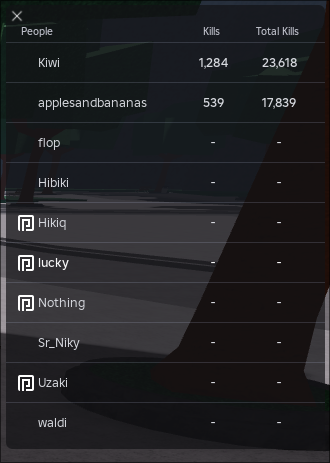 People Kills Total Kills
Kiwi 1,284 23,618
applesandbananas 539 17,839
flop - -
Hibiki - -
Hikiq - -
lucky - -
Nothing - -
Sr_Niky - -
Uzaki - -
waldi - -